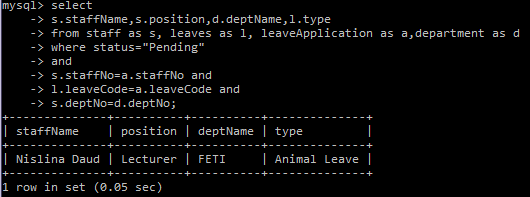 mysql> select
-> s.staffName,s.position,d.deptName,l.type
-> from staff as s, leaves as l, leaveApplication as a,department as d
-> where status="Pending"
-> and
-> s.staffNo=a.staffNo and
-> l.leaveCode=a.leaveCode and
-> s.deptNo=d.deptNo;
+--------------+----------+----------+--------------+
| staffName | position | deptName | type |
+--------------+----------+----------+--------------+
| Nislina Daud | Lecturer | FETI | Animal Leave |
+--------------+----------+----------+--------------+
1 row in set (0.05 sec)